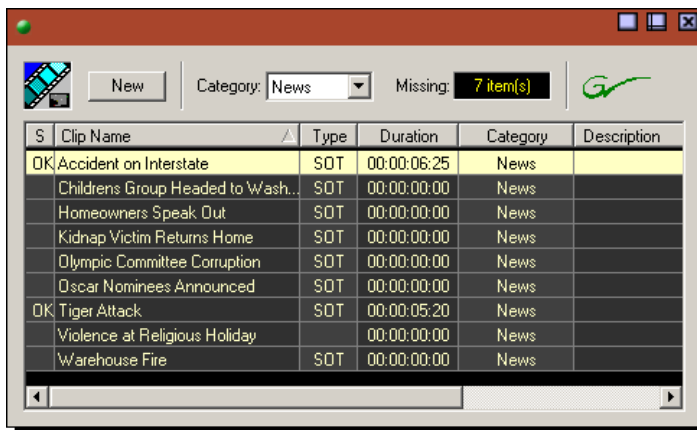 New Category: News Missing: 7 item(s)
S Clip Name Type Duration Category Description
OK Accident on Interstate SOT 00:00:06:25 News
Childrens Group Headed to Wash... SOT 00:00:00:00 News
Homeowners Speak Out SOT 00:00:00:00 News
Kidnap Victim Returns Home SOT 00:00:00:00 News
Olympic Committee Corruption SOT 00:00:00:00 News
Oscar Nominees Announced SOT 00:00:00:00 News
OK Tiger Attack SOT 00:00:05:20 News
Violence at Religious Holiday 00:00:00:00 News
Warehouse Fire SOT 00:00:00:00 News